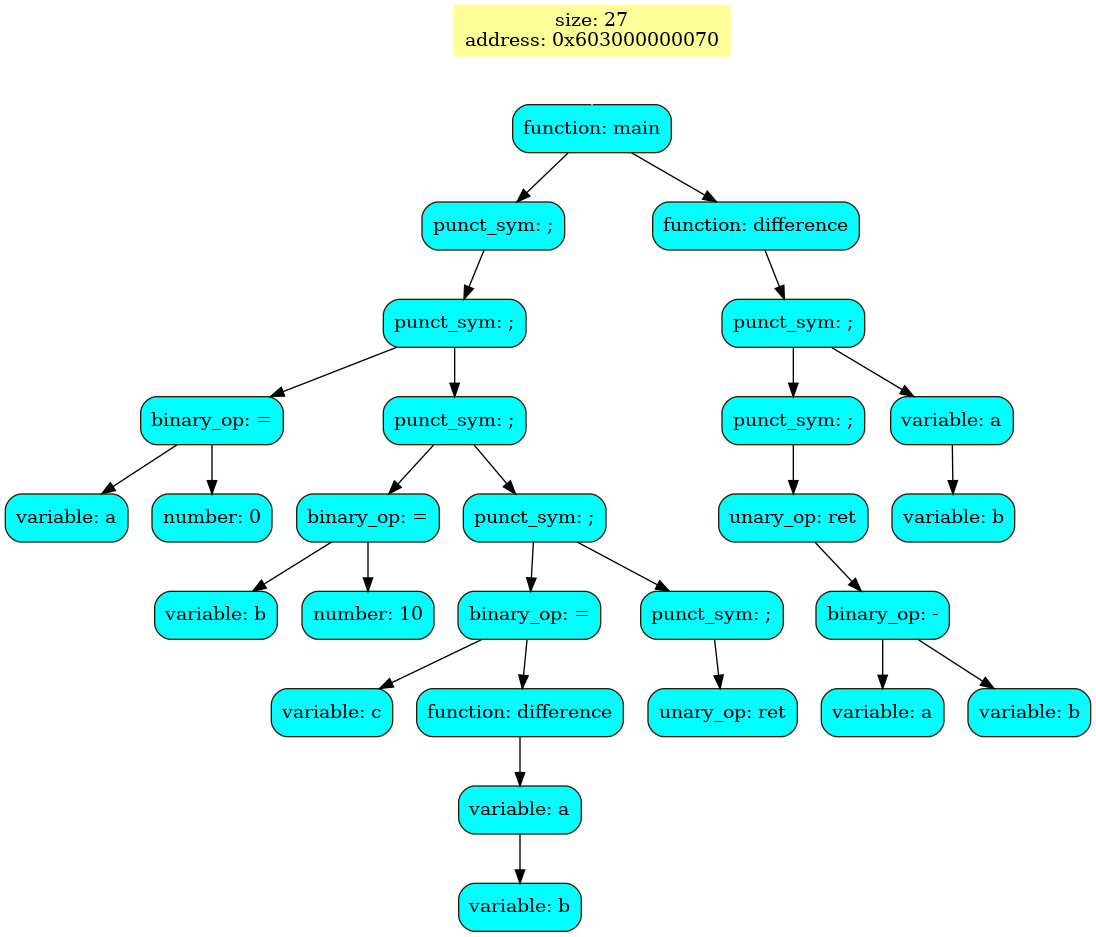 size: 27
address: 0x603000000070
function: main
punct_sym: ;
function: difference
punct_sym: ;
punct_sym: ;
binary_op: =
punct_sym: ;
punct_sym: ;
variable: a
variable: a
number: 0
binary_op: =
punct_sym: ;
unary_op: ret
variable: b
variable: b
number: 10
binary_op: =
punct_sym: ;
binary_op: -
variable: c
function: difference
unary_op: ret
variable: a
variable: b
variable: a
variable: b